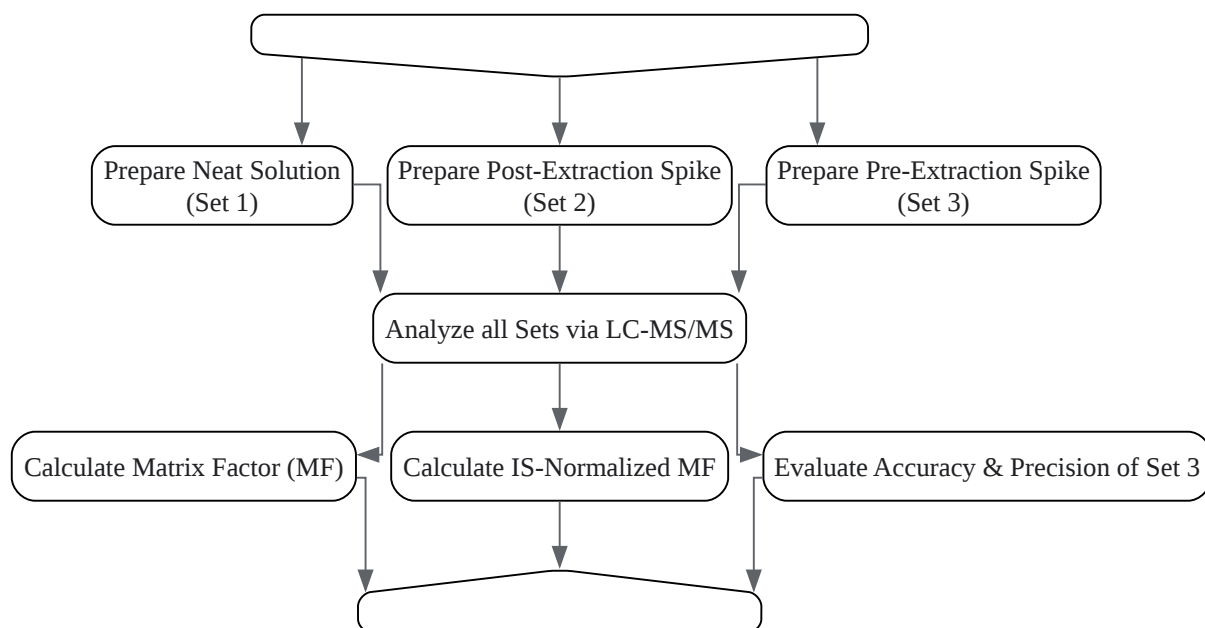 Prepare Neat Solution
(Set 1)
Prepare Post-Extraction Spike
(Set 2)
Prepare Pre-Extraction Spike
(Set 3)
Analyze all Sets via LC-MS/MS
Calculate Matrix Factor (MF)
Calculate IS-Normalized MF
Evaluate Accuracy & Precision of Set 3